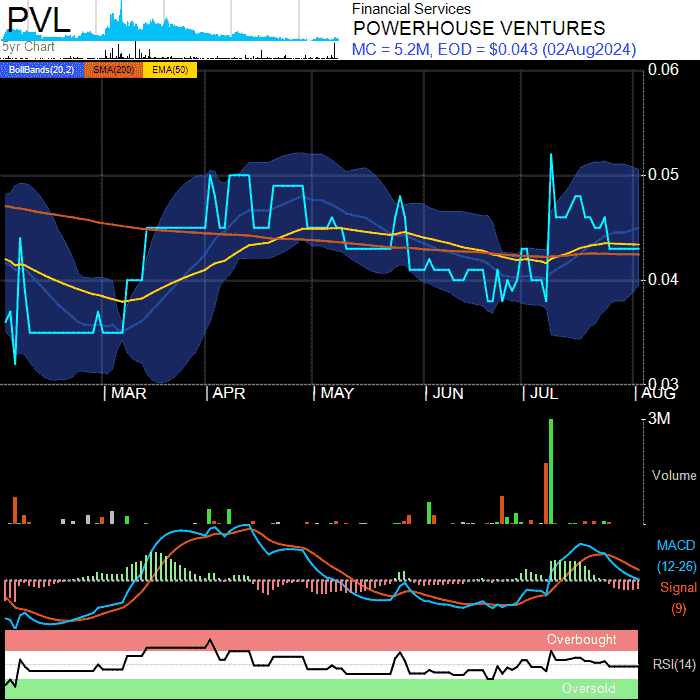 PVL
5yr Chart
Financial Services
POWERHOUSE VENTURES
MC = 5.2M, EOD = $0.043 (02Aug2024)
BollBands(20,2) SMA(200) EMA(50)
0.06
0.05
0.04
0.03
MAR APR MAY JUN JUL AUG
3M
Volume
MACD
(12-26)
Signal
(9)
Overbought
RSI(14)
Oversold